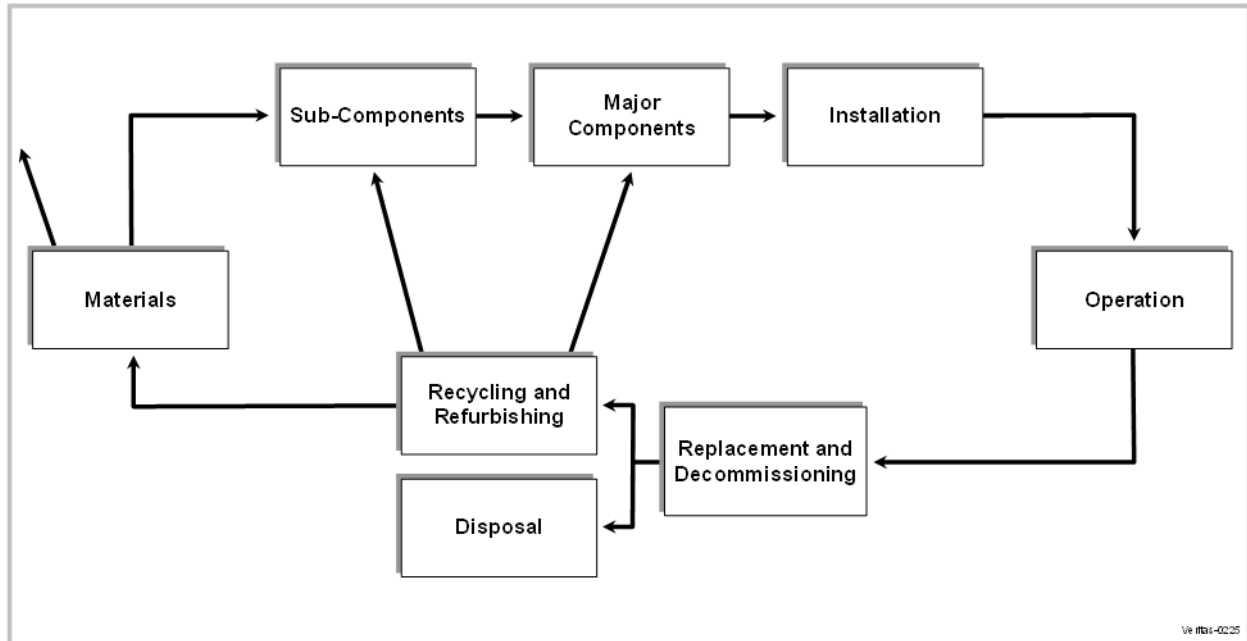 Sub-Components
Major
Components
Installation
Materials
Operation
Recycling and
Refurbishing
Replacement and
Decommissioning
Disposal
Veritas-0225